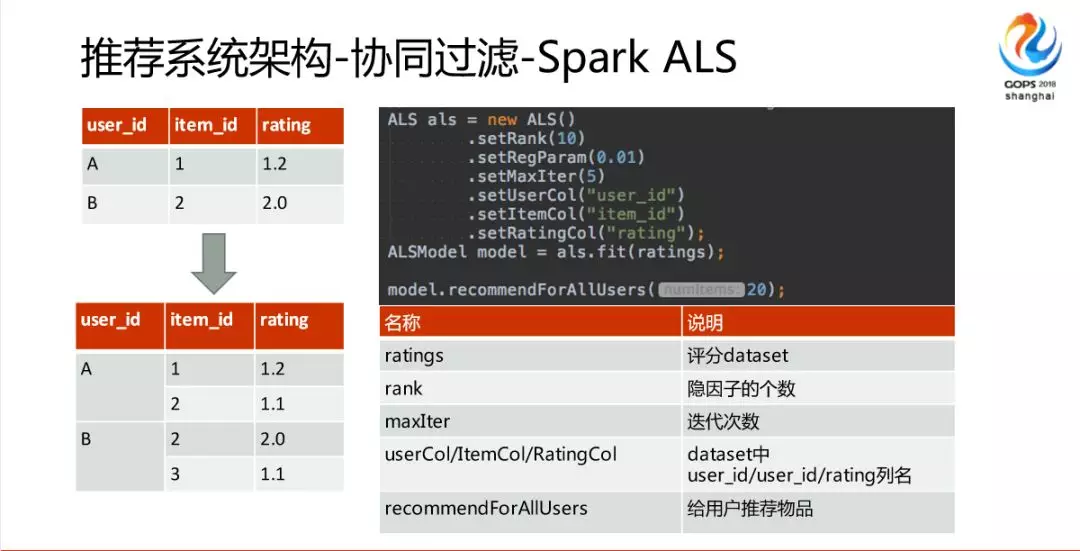 推荐系统架构-协同过滤-Spark ALS
GOPS 2018
shanghai
user_id item_id rating
A 1 1.2
B 2 2.0
user_id item_id rating
A 1 1.2
2 1.1
B 2 2.0
3 1.1
ALS als = new ALS()
.setRank(10)
.setRegParam(0.01)
.setMaxIter(5)
.setUserCol("user_id")
.setItemCol("item_id")
.setRatingCol("rating");
ALSModel model = als.fit(ratings);
model.recommendForAllUsers( numItems: 20);
名称 说明
ratings 评分dataset
rank 隐因子的个数
maxIter 迭代次数
userCol/ItemCol/RatingCol dataset中
user_id/user_id/rating列名
recommendForAllUsers 给用户推荐物品